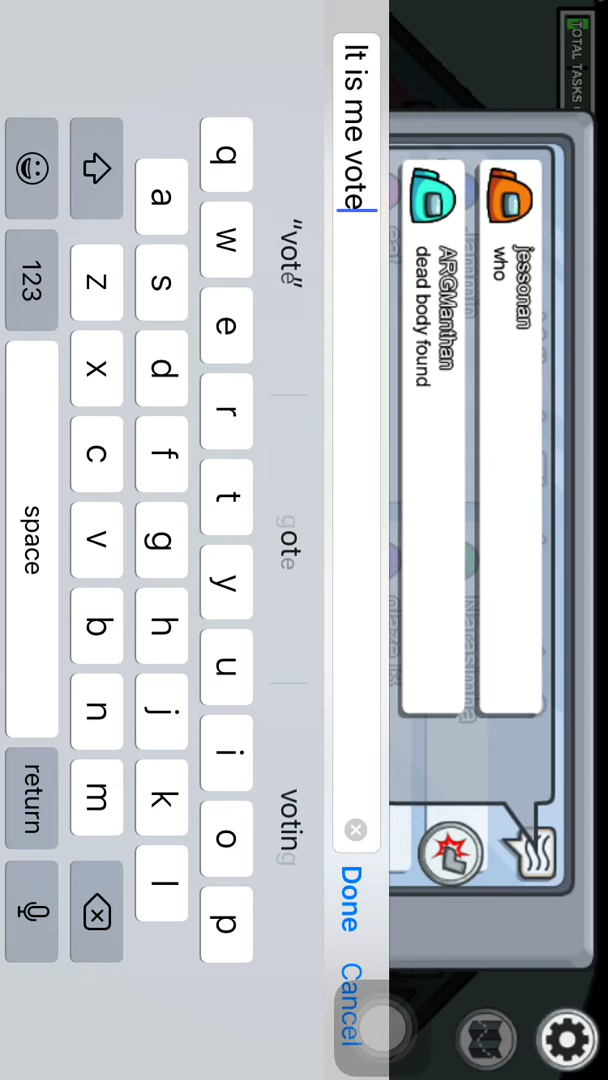 TOTAL TASKS
jessonan
who
ARGManthan
dead body found
It is me vote
Done
Cancel
"vote"
gote
voting
q w e r t y u i o p
a s d f g h j k l
z x c v b n m
123
space
return